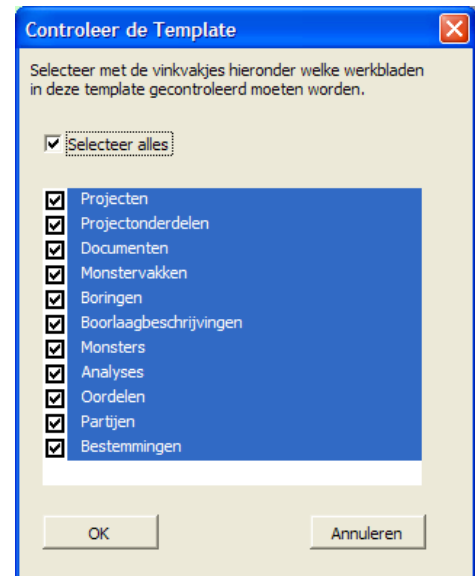 Controleer de Template
Selecteer met de vinkvakjes hieronder welke werkbladen
in deze template gecontroleerd moeten worden.
Selecteer alles
Projecten
Projectonderdelen
Documenten
Monstervakken
Boringen
Boorlaagbeschrijvingen
Monsters
Analyses
Oordelen
Partijen
Bestemmingen
OK
Annuleren